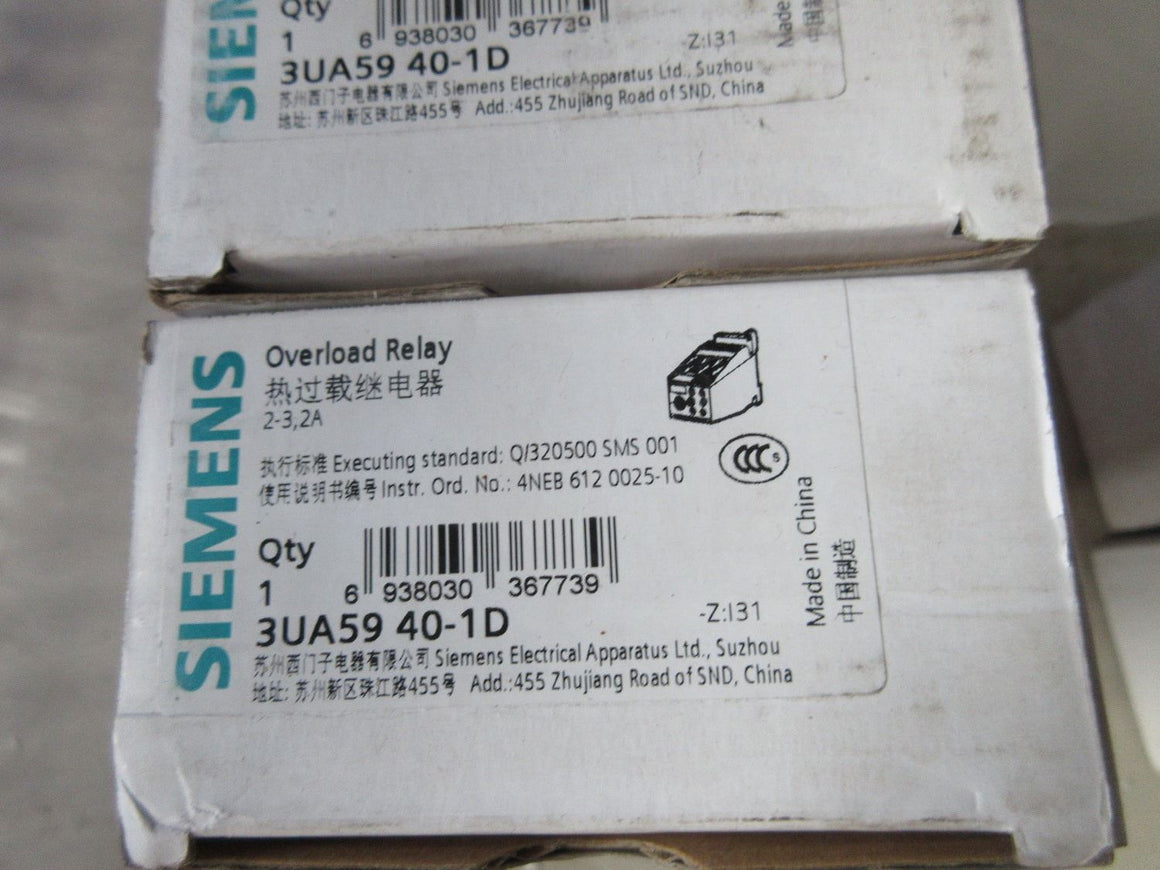 SIEMEN
Qty
1
6 938030 367739
3UA59 40-1D
-Z:I31
Made
中国制
苏州西门子电器有限公司 Siemens Electrical Apparatus Ltd., Suzhou
地址: 苏州新区珠江路455号 Add.:455 Zhujiang Road of SND, China
SIEMENS
Overload Relay
热过载继电器
2-3,2A
执行标准 Executing standard: Q/320500 SMS 001
使用说明书编号 Instr. Ord. No.: 4NEB 612 0025-10
CCC S
Qty
1
6 938030 367739
3UA59 40-1D
-Z:I31
Made in China
中国制造
苏州西门子电器有限公司 Siemens Electrical Apparatus Ltd., Suzhou
地址: 苏州新区珠江路455号 Add.:455 Zhujiang Road of SND, China